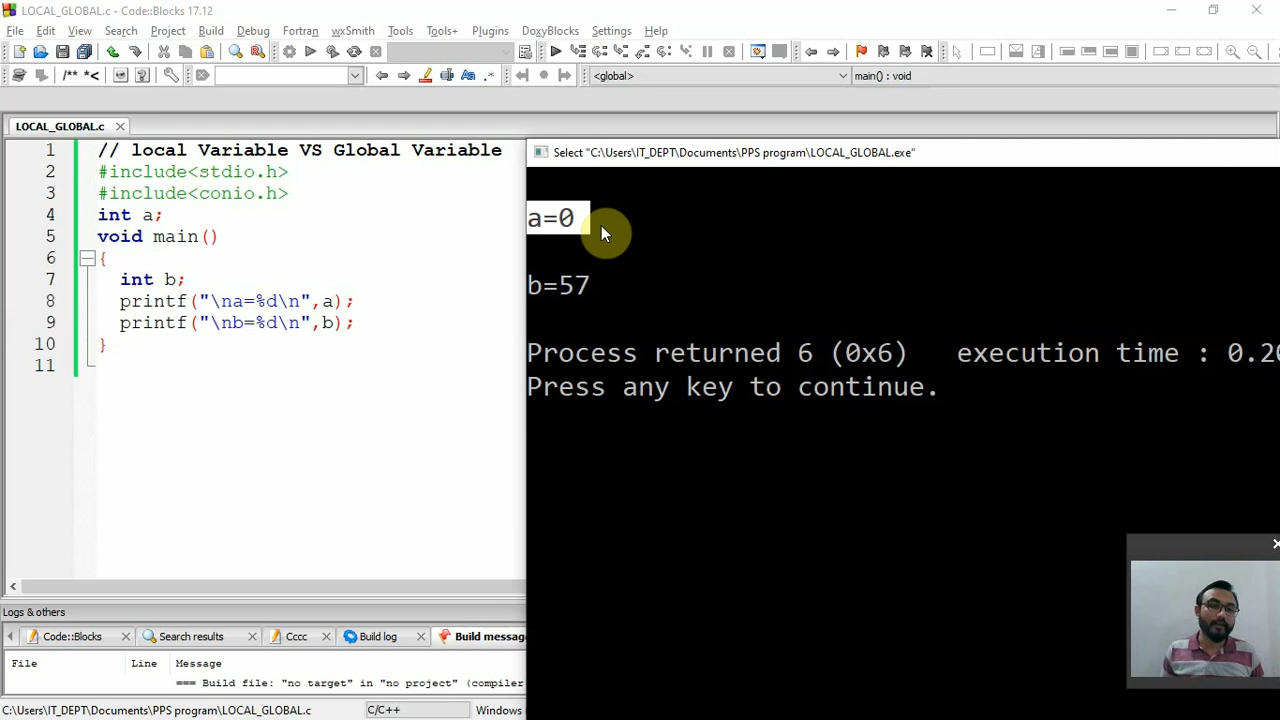 LOCAL_GLOBAL.c - Code::Blocks 17.12
File Edit View Search Project Build Debug Fortran wxSmith Tools Tools+ Plugins DoxyBlocks Settings Help
/** *<
<global>
main() : void
LOCAL_GLOBAL.c
1 // local Variable VS Global Variable
2 #include<stdio.h>
3 #include<conio.h>
4 int a;
5 void main()
6 {
7 int b;
8 printf("\na=%d\n",a);
9 printf("\nb=%d\n",b);
10 }
11
Select "C:\Users\IT_DEPT\Documents\PPS program\LOCAL_GLOBAL.exe"
a=0
b=57
Process returned 6 (0x6) execution time : 0.20
Press any key to continue.
Logs & others
Code::Blocks Search results Cccc Build log Build messag
File Line Message
=== Build file: "no target" in "no project" (compiler
C:\Users\IT_DEPT\Documents\PPS program\LOCAL_GLOBAL.c C/C++ Windows